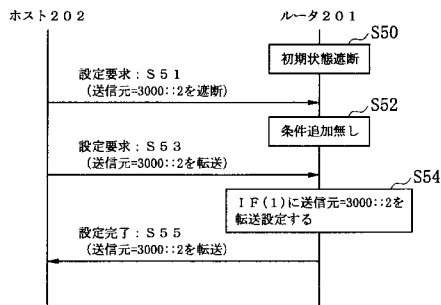 ホスト202
ルータ201
S50
初期状態遮断
設定要求：S51
(送信元=3000::2を遮断)
S52
条件追加無し
設定要求：S53
(送信元=3000::2を転送)
S54
IF(1)に送信元=3000::2を
転送設定する
設定完了：S55
(送信元=3000::2を転送)